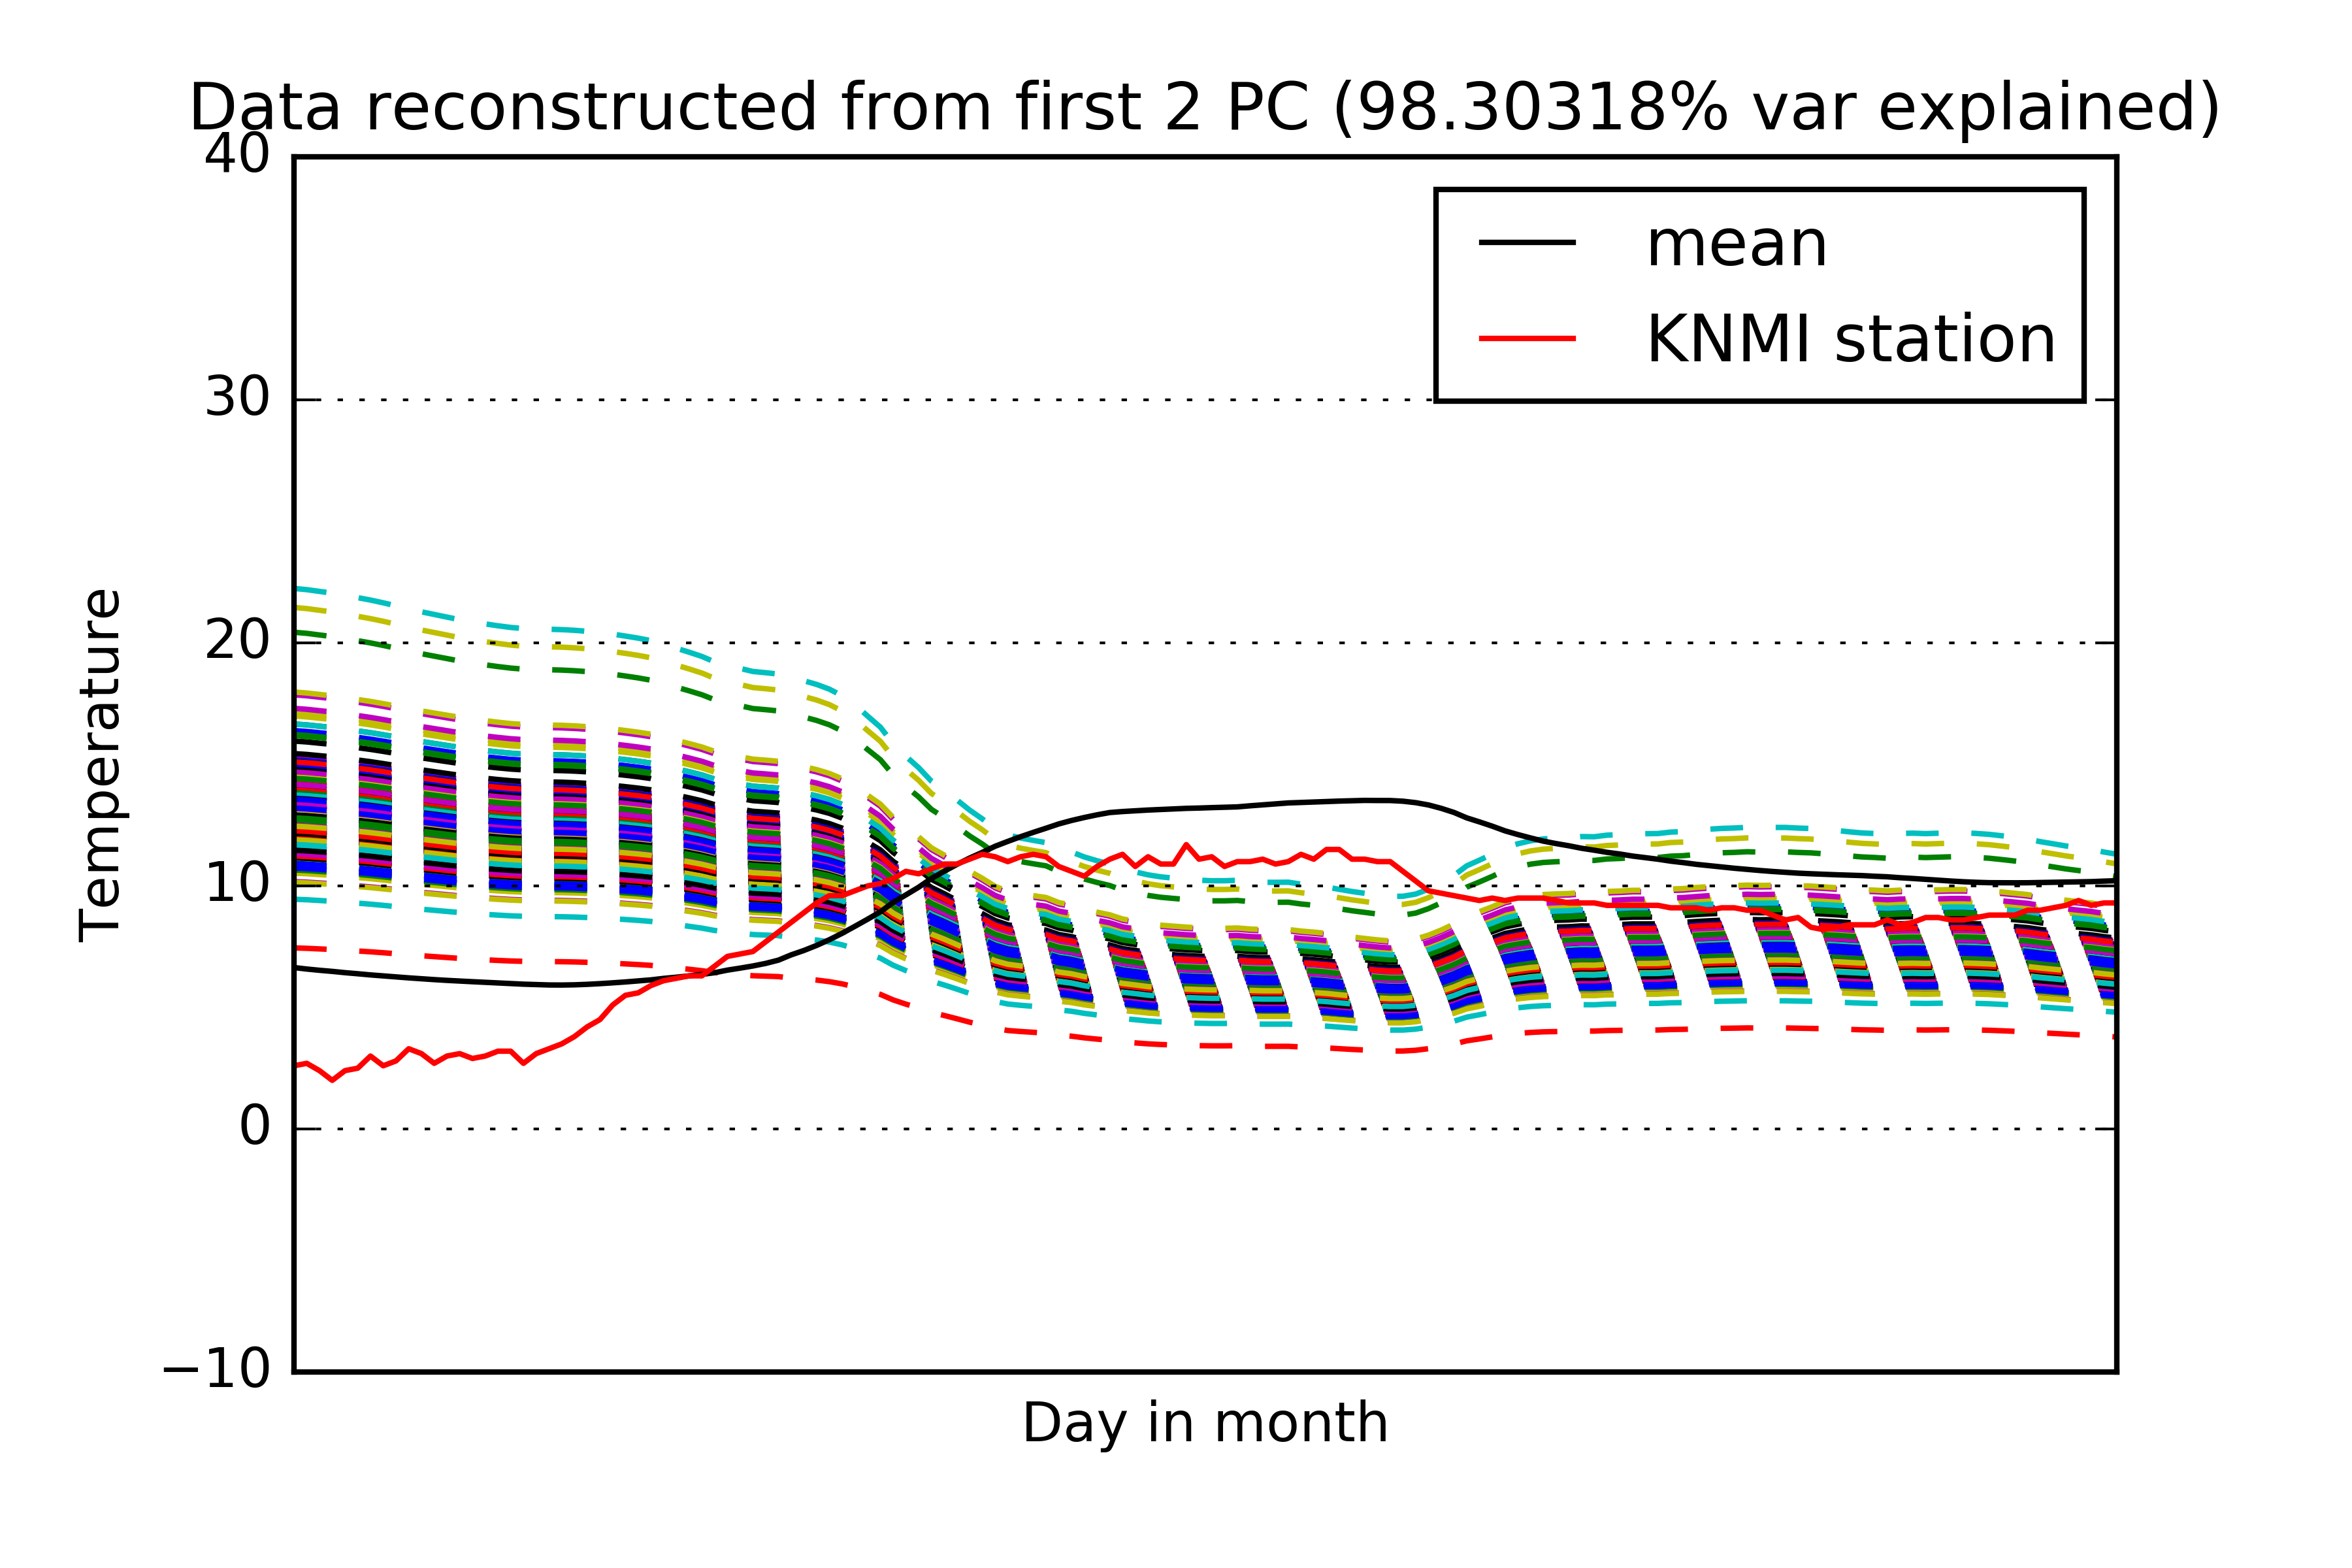 Data reconstructed from first 2 PC (98.30318% var explained)
40
30
20
10
0
−10
Temperature
Day in month
mean
KNMI station